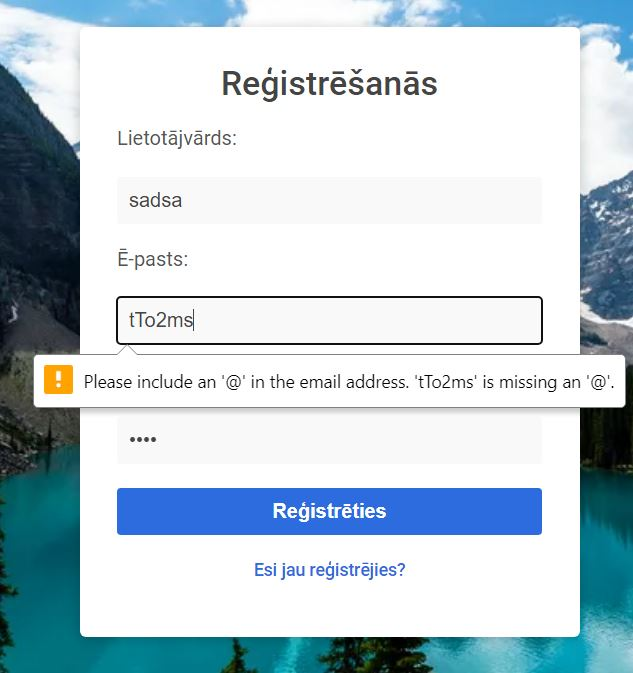 Reģistrēšanās
Lietotājvārds:
sadsa
Ē-pasts:
tTo2ms
Please include an '@' in the email address. 'tTo2ms' is missing an '@'.
••••
Reģistrēties
Esi jau reģistrējies?